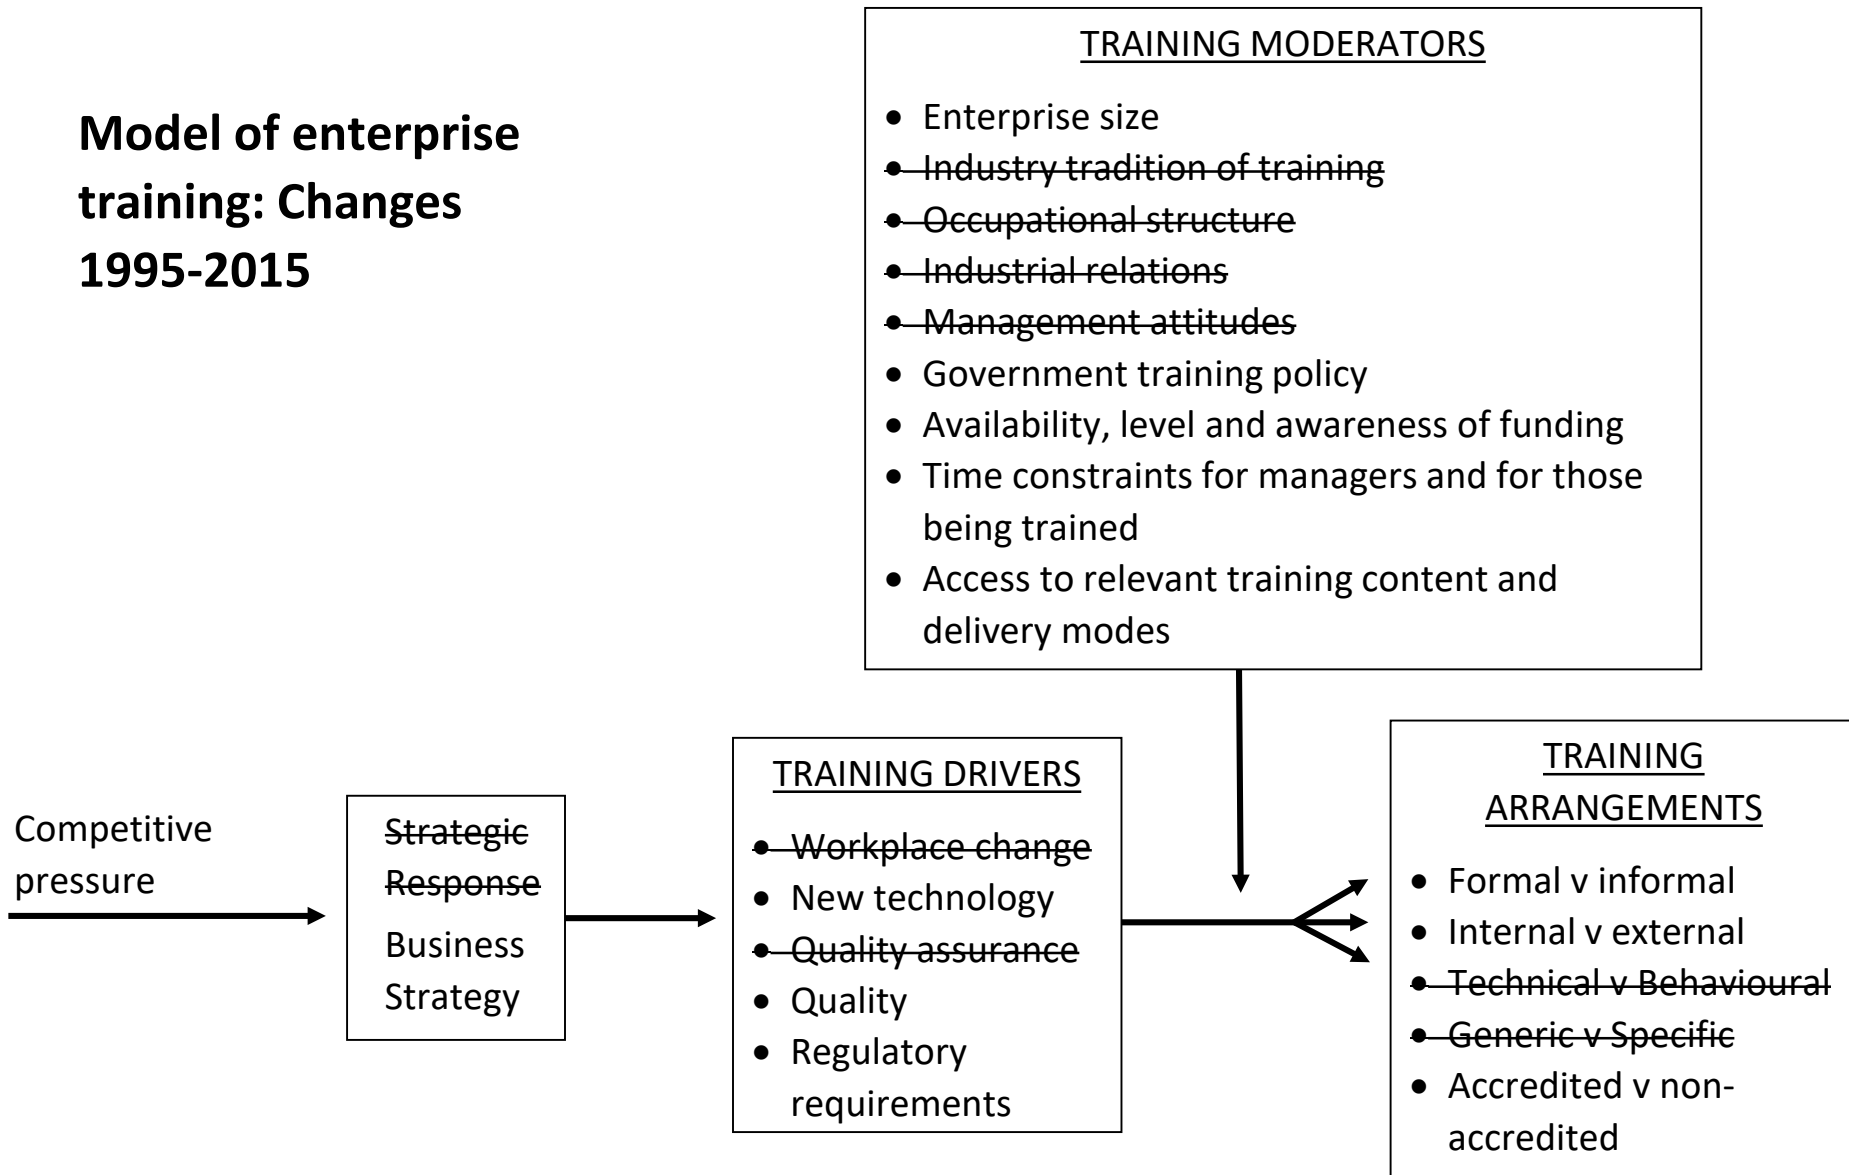 Model of enterprise
training: Changes
1995-2015
TRAINING MODERATORS
• Enterprise size
• Industry tradition of training
• Occupational structure
• Industrial relations
• Management attitudes
• Government training policy
• Availability, level and awareness of funding
• Time constraints for managers and for those
being trained
• Access to relevant training content and
delivery modes
Competitive
pressure
Strategic
Response
Business
Strategy
TRAINING DRIVERS
• Workplace change
• New technology
• Quality assurance
• Quality
• Regulatory
requirements
TRAINING
ARRANGEMENTS
• Formal v informal
• Internal v external
• Technical v Behavioural
• Generic v Specific
• Accredited v non-
accredited